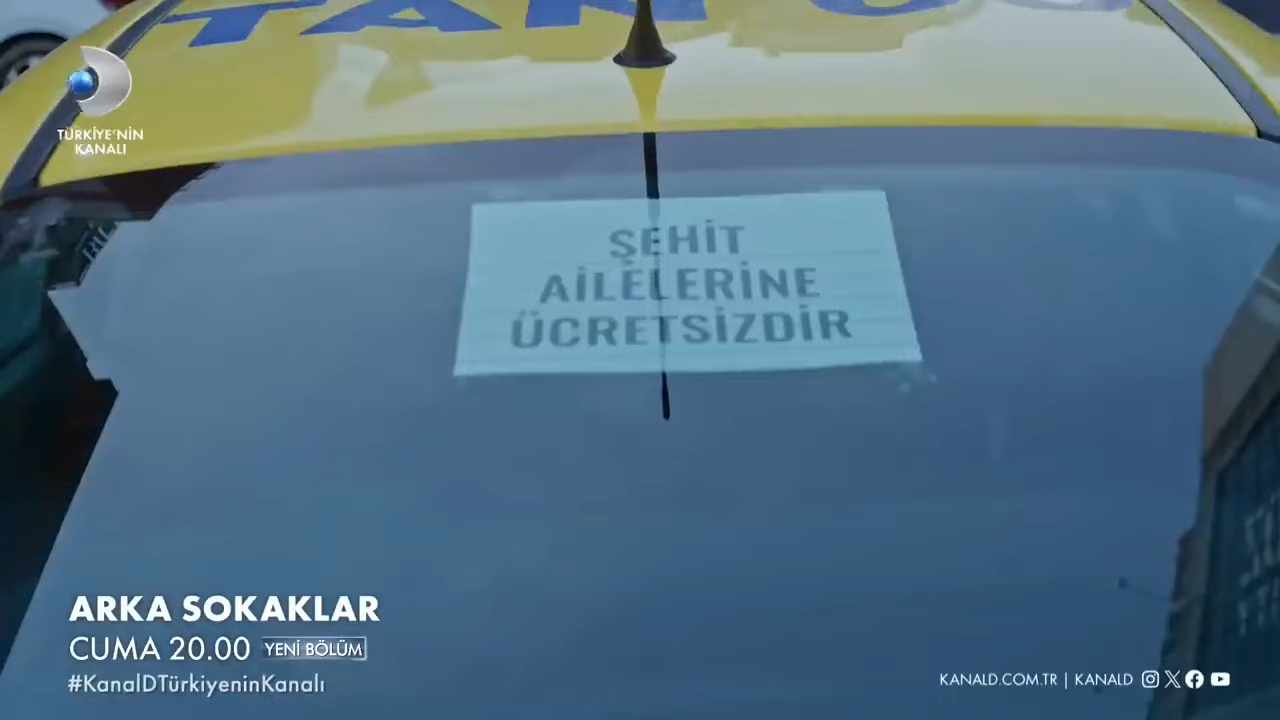 TÜRKİYE'NİN
KANALI
ŞEHİT
AİLELERİNE
ÜCRETSİZDİR
ARKA SOKAKLAR
CUMA 20.00 YENİ BÖLÜM
#KanalDTürkiyeninKanalı
KANALD.COM.TR | KANALD